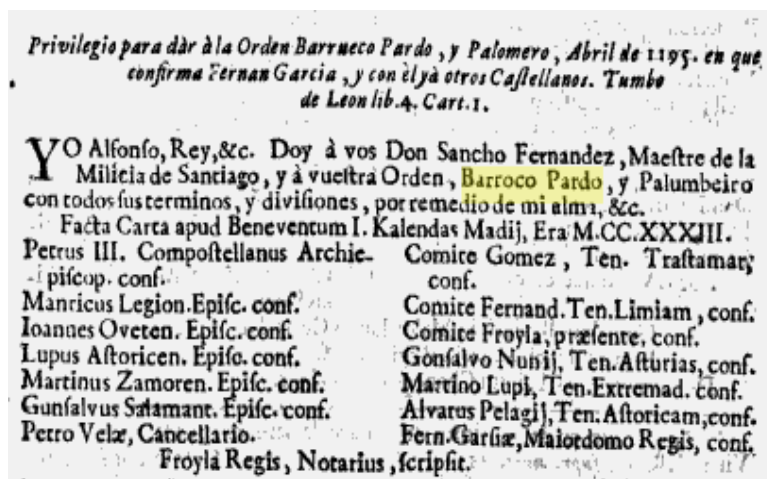 Privilegio para dàr à la Orden Barrueco Pardo, y Palomero, Abril de 1195. en que
confirma Fernan Garcia, y con èl yà otros Castellanos. Tumbo
de Leon lib. 4. Cart. 1.
YO Alfonso, Rey, &c. Doy à vos Don Sancho Fernandez, Maestre de la
Milicia de Santiago, y à vuestra Orden, Barroco Pardo, y Palumbeiro
con todos sus terminos, y divisiones, por remedio de mi alma, &c.
Facta Carta apud Beneventum I. Kalendas Madij, Era M.CC.XXXIII.
Petrus III. Compostellanus Archie-
piscop. conf.
Manricus Legion. Episc. conf.
Ioannes Oveten. Episc. conf.
Lupus Astoricen. Episc. conf.
Martinus Zamoren. Episc. conf.
Gunsalvus Salamant. Episc. conf.
Petro Velæ, Cancellario.
Comite Gomez, Ten. Trastamar,
conf.
Comite Fernand. Ten. Limiam, conf.
Comite Froyla, præsente, conf.
Gonsalvo Nunij, Ten. Asturias, conf.
Martino Lupi, Ten. Extremad. conf.
Alvarus Pelagij, Ten. Astoricam, conf.
Fern. Garsiæ, Maiordomo Regis, conf.
Froyla Regis, Notarius, scripsit.